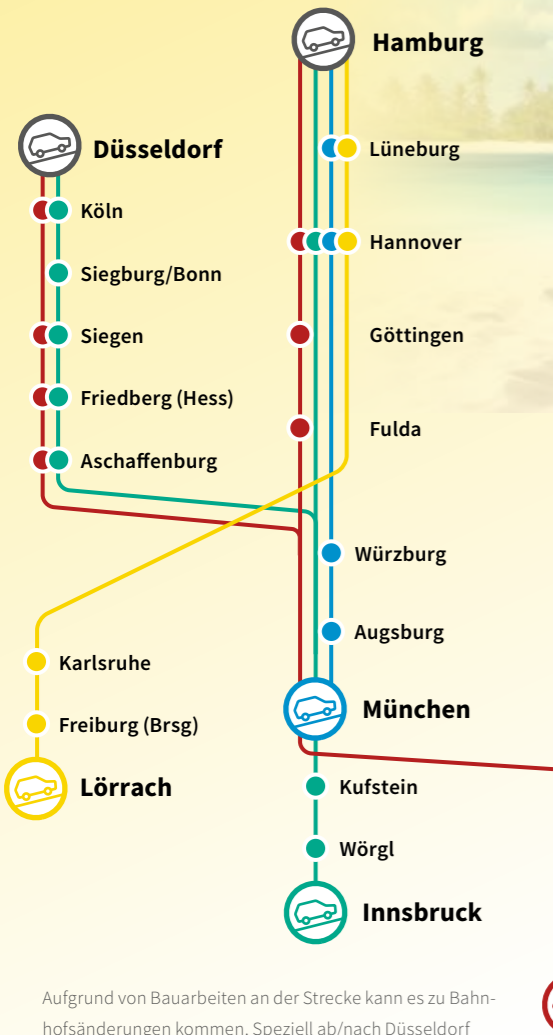 Hamburg
Düsseldorf
Lüneburg
Köln
Hannover
Siegburg/Bonn
Siegen
Göttingen
Friedberg (Hess)
Fulda
Aschaffenburg
Würzburg
Augsburg
Karlsruhe
München
Freiburg (Brsg)
Lörrach
Kufstein
Wörgl
Innsbruck
Aufgrund von Bauarbeiten an der Strecke kann es zu Bahn-
hofsänderungen kommen. Speziell ab/nach Düsseldorf